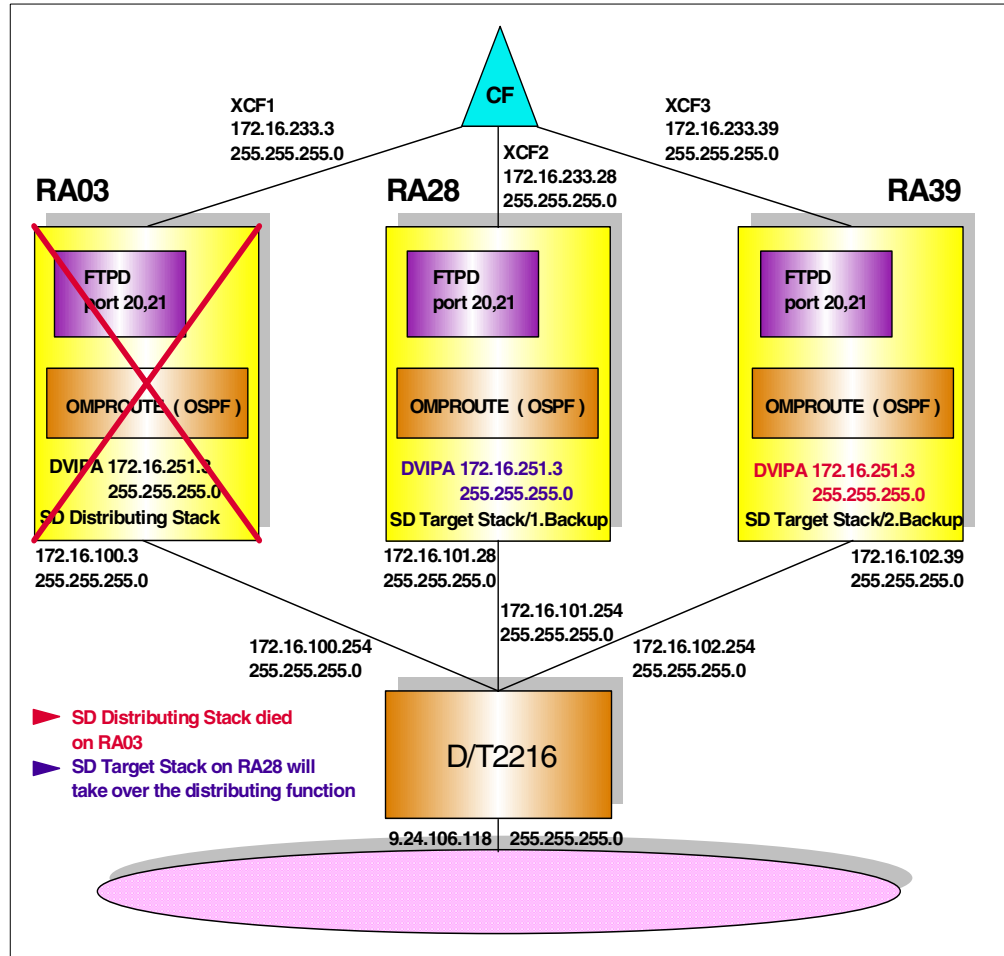 CF
XCF1
172.16.233.3
255.255.255.0
XCF2
172.16.233.28
255.255.255.0
XCF3
172.16.233.39
255.255.255.0
RA03
FTPD
port 20,21
OMPROUTE ( OSPF )
DVIPA 172.16.251.3
255.255.255.0
SD Distributing Stack
172.16.100.3
255.255.255.0
RA28
FTPD
port 20,21
OMPROUTE ( OSPF )
DVIPA 172.16.251.3
255.255.255.0
SD Target Stack/1.Backup
172.16.101.28
255.255.255.0
RA39
FTPD
port 20,21
OMPROUTE ( OSPF )
DVIPA 172.16.251.3
255.255.255.0
SD Target Stack/2.Backup
172.16.102.39
255.255.255.0
172.16.100.254
255.255.255.0
172.16.101.254
255.255.255.0
172.16.102.254
255.255.255.0
SD Distributing Stack died
on RA03
SD Target Stack on RA28 will
take over the distributing function
D/T2216
9.24.106.118 255.255.255.0